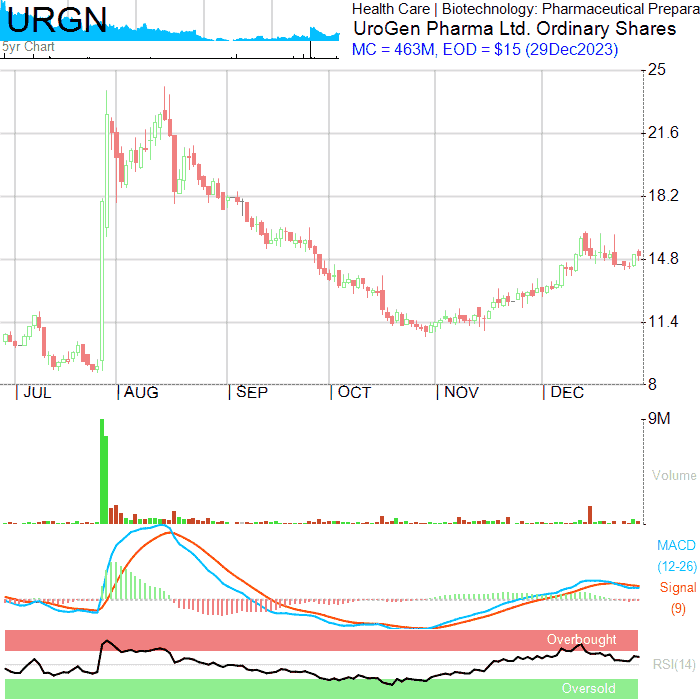 URGN
5yr Chart
Health Care | Biotechnology: Pharmaceutical Prepara
UroGen Pharma Ltd. Ordinary Shares
MC = 463M, EOD = $15 (29Dec2023)
25
21.6
18.2
14.8
11.4
8
| JUL | AUG | SEP | OCT | NOV | DEC
9M
Volume
MACD
(12-26)
Signal
(9)
Overbought
RSI(14)
Oversold